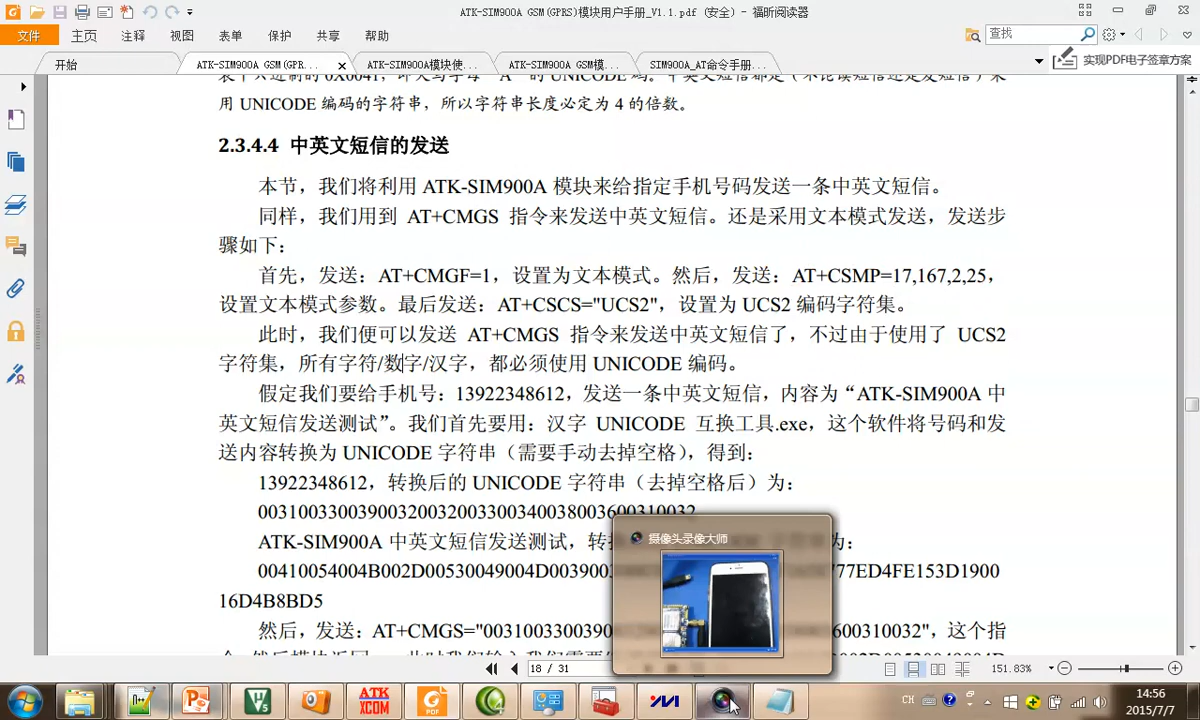 ATK-SIM900A GSM(GPRS)模块用户手册_V1.1.pdf (安全) - 福昕阅读器
文件 主页 注释 视图 表单 保护 共享 帮助 查找
开始 ATK-SIM900A GSM(GPR... ATK-SIM900A模块使... ATK-SIM900A GSM模... SIM900A_AT命令手册... 实现PDF电子签章方案
用 UNICODE 编码的字符串，所以字符串长度必定为 4 的倍数。
2.3.4.4 中英文短信的发送
本节，我们将利用 ATK-SIM900A 模块来给指定手机号码发送一条中英文短信。
同样，我们用到 AT+CMGS 指令来发送中英文短信。还是采用文本模式发送，发送步
骤如下：
首先，发送：AT+CMGF=1，设置为文本模式。然后，发送：AT+CSMP=17,167,2,25，
设置文本模式参数。最后发送：AT+CSCS="UCS2"，设置为 UCS2 编码字符集。
此时，我们便可以发送 AT+CMGS 指令来发送中英文短信了，不过由于使用了 UCS2
字符集，所有字符/数字/汉字，都必须使用 UNICODE 编码。
假定我们要给手机号：13922348612，发送一条中英文短信，内容为“ATK-SIM900A 中
英文短信发送测试”。我们首先要用：汉字 UNICODE 互换工具.exe，这个软件将号码和发
送内容转换为 UNICODE 字符串（需要手动去掉空格），得到：
13922348612，转换后的 UNICODE 字符串（去掉空格后）为：
00310033003900320032003300340038003600310032
摄像头录像大师
ATK-SIM900A 中英文短信发送测试，转 为：
00410054004B002D00530049004D003900 777ED4FE153D1900
16D4B8BD5
然后，发送：AT+CMGS="0031003300390 600310032"，这个指
18 / 31 151.83%
ATK XCOM PDF CH 14:56
2015/7/7